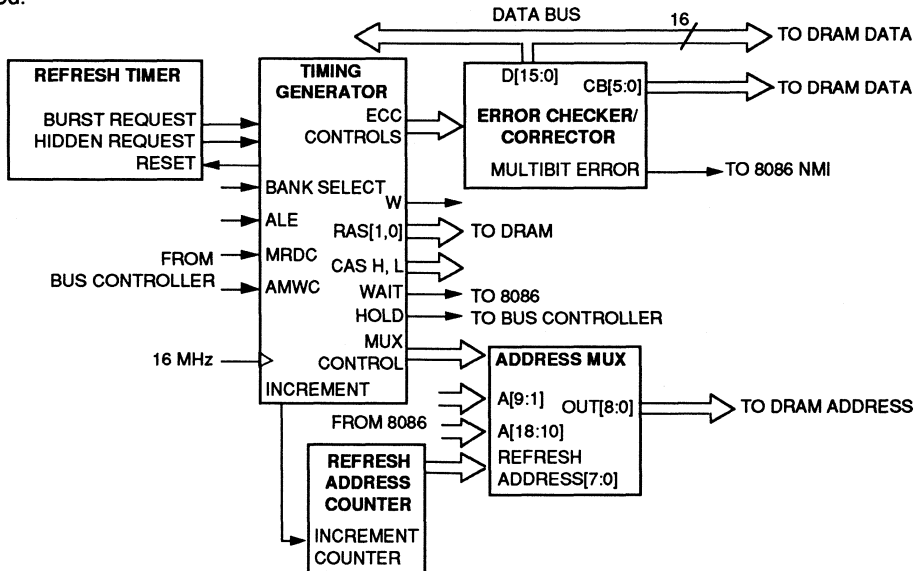 ed.
DATA BUS
16
TO DRAM DATA
REFRESH TIMER
BURST REQUEST
HIDDEN REQUEST
RESET
TIMING
GENERATOR
ECC
CONTROLS
BANK SELECT
W
ALE
RAS[1,0]
TO DRAM
MRDC
CAS H, L
FROM
BUS CONTROLLER
AMWC
WAIT
TO 8086
HOLD
TO BUS CONTROLLER
MUX
CONTROL
16 MHz
INCREMENT
D[15:0]
CB[5:0]
TO DRAM DATA
ERROR CHECKER/
CORRECTOR
MULTIBIT ERROR
TO 8086 NMI
ADDRESS MUX
A[9:1]
OUT[8:0]
TO DRAM ADDRESS
FROM 8086
A[18:10]
REFRESH
ADDRESS[7:0]
REFRESH
ADDRESS
COUNTER
INCREMENT
COUNTER